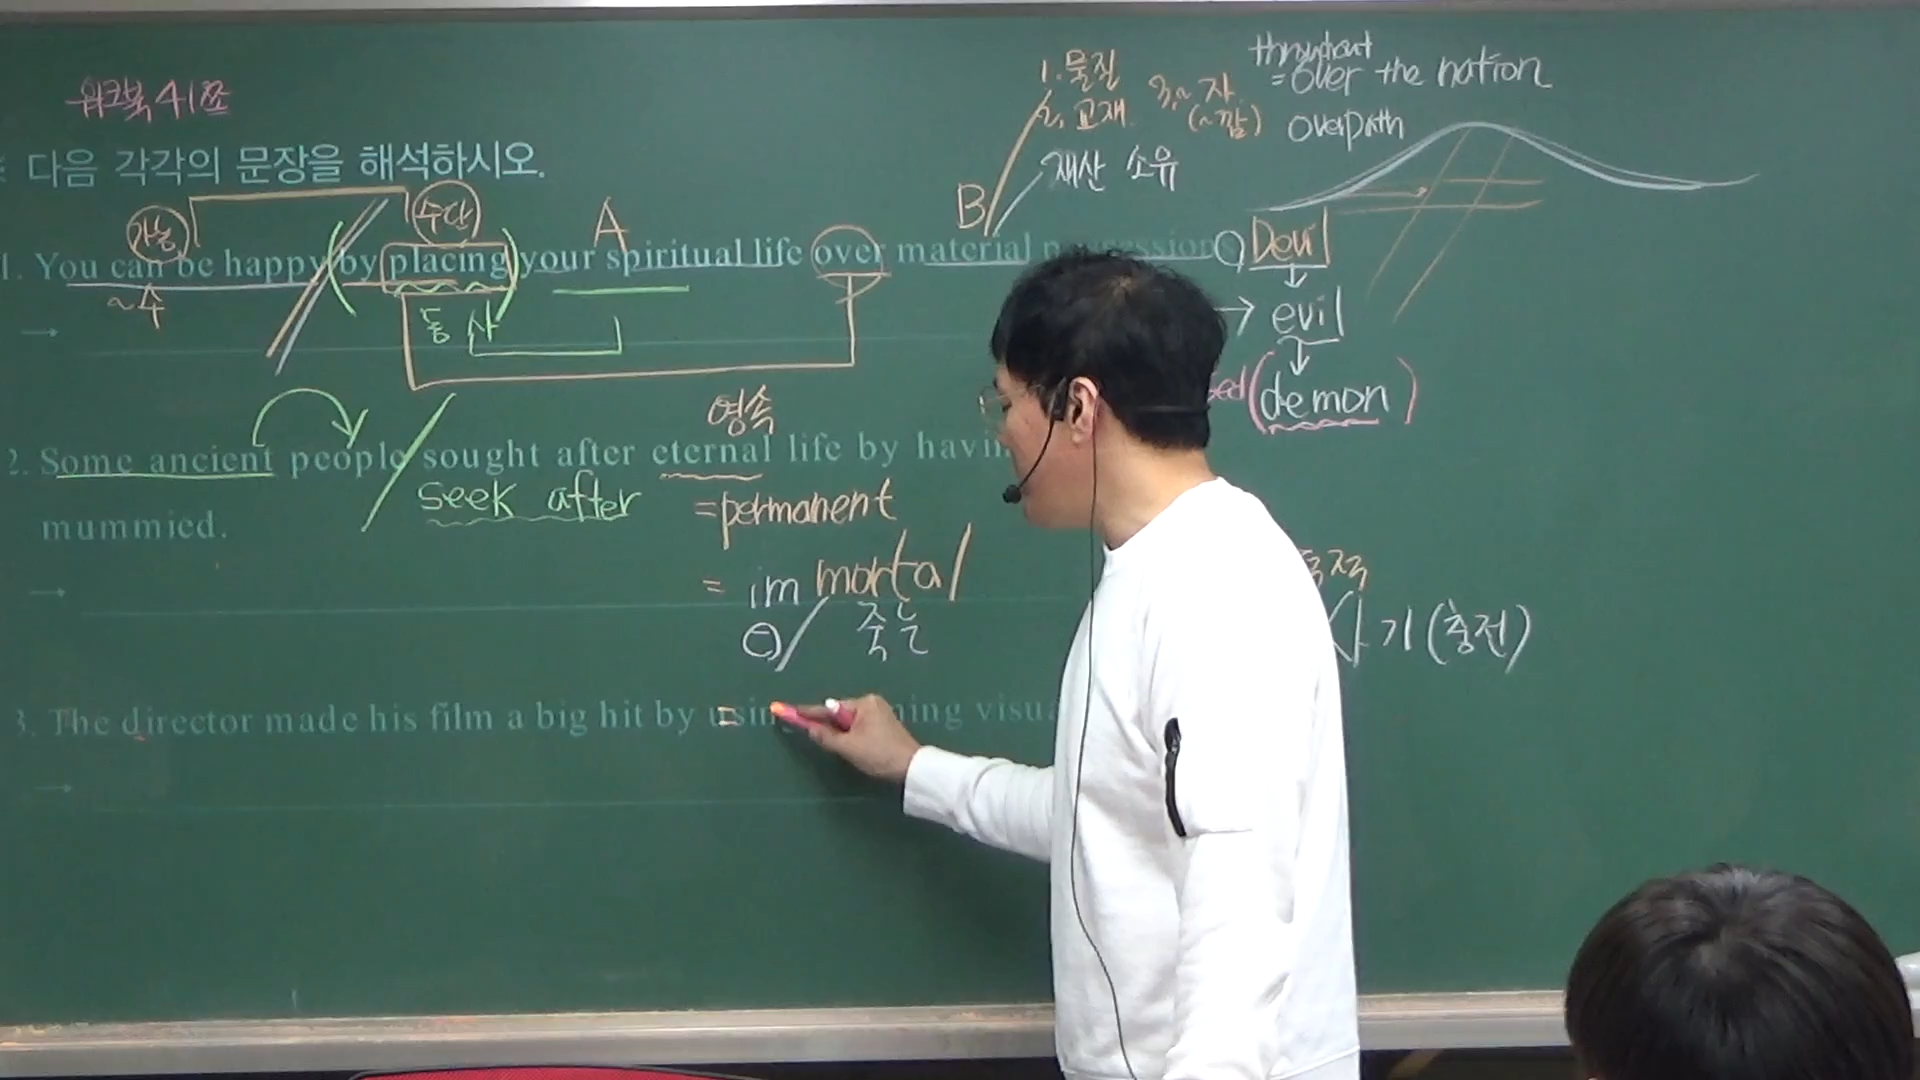 워크북 41쪽
1. 물질
2. 교재
3. ~자
(~감)
throughout
= over the nation
overpath
다음 각각의 문장을 해석하시오.
재산 소유
가능
수단
A
B
1. You can be happy by placing your spiritual life over material
~수
동 사
Devil
↓
→ evil
↓
(demon)
영속
2. Some ancient people sought after eternal life by
seek after
= permanent
mummied.
= immortal
⊖ 죽는
기 (충전)
→
3. The director made his film a big hit by
=
→